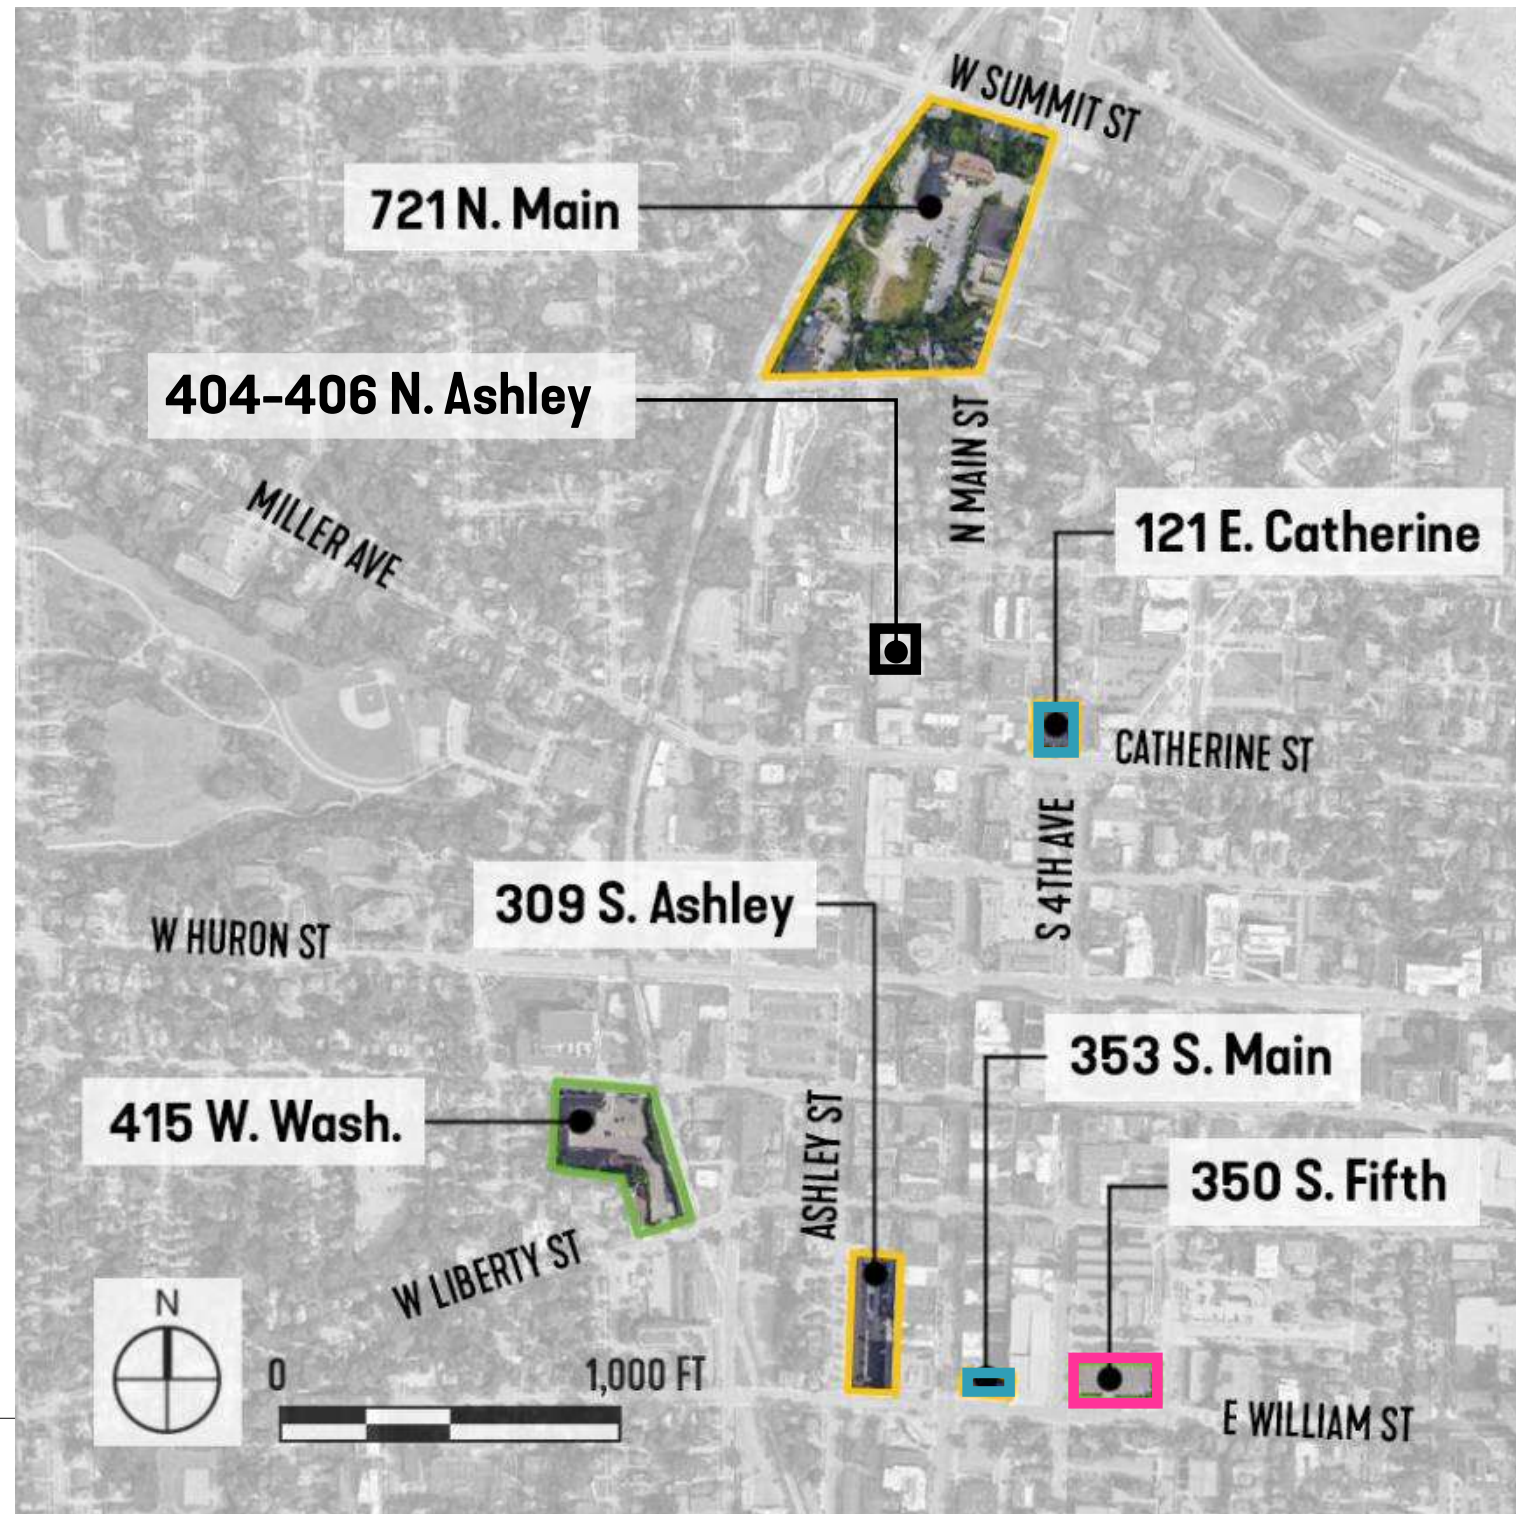 W SUMMIT ST
721 N. Main
404-406 N. Ashley
N MAIN ST
MILLER AVE
121 E. Catherine
CATHERINE ST
S 4TH AVE
309 S. Ashley
W HURON ST
353 S. Main
415 W. Wash.
ASHLEY ST
350 S. Fifth
W LIBERTY ST
N
0 1,000 FT
E WILLIAM ST